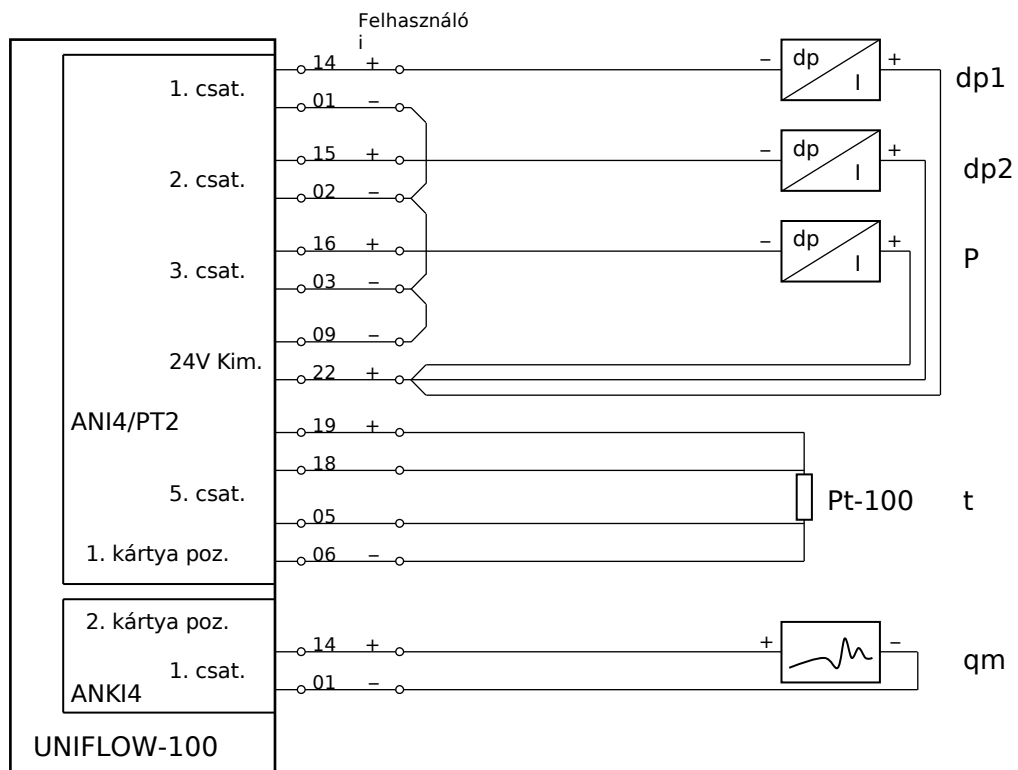 Felhasználó
i
14 + – dp I + dp1
1. csat.
01 –
15 + – dp I + dp2
2. csat.
02 –
16 + – dp I + P
3. csat.
03 –
09 –
24V Kim.
22 +
ANI4/PT2
19 +
18
5. csat.
Pt-100 t
05
1. kártya poz.
06 –
2. kártya poz.
14 + + – qm
1. csat.
01 –
ANKI4
UNIFLOW-100